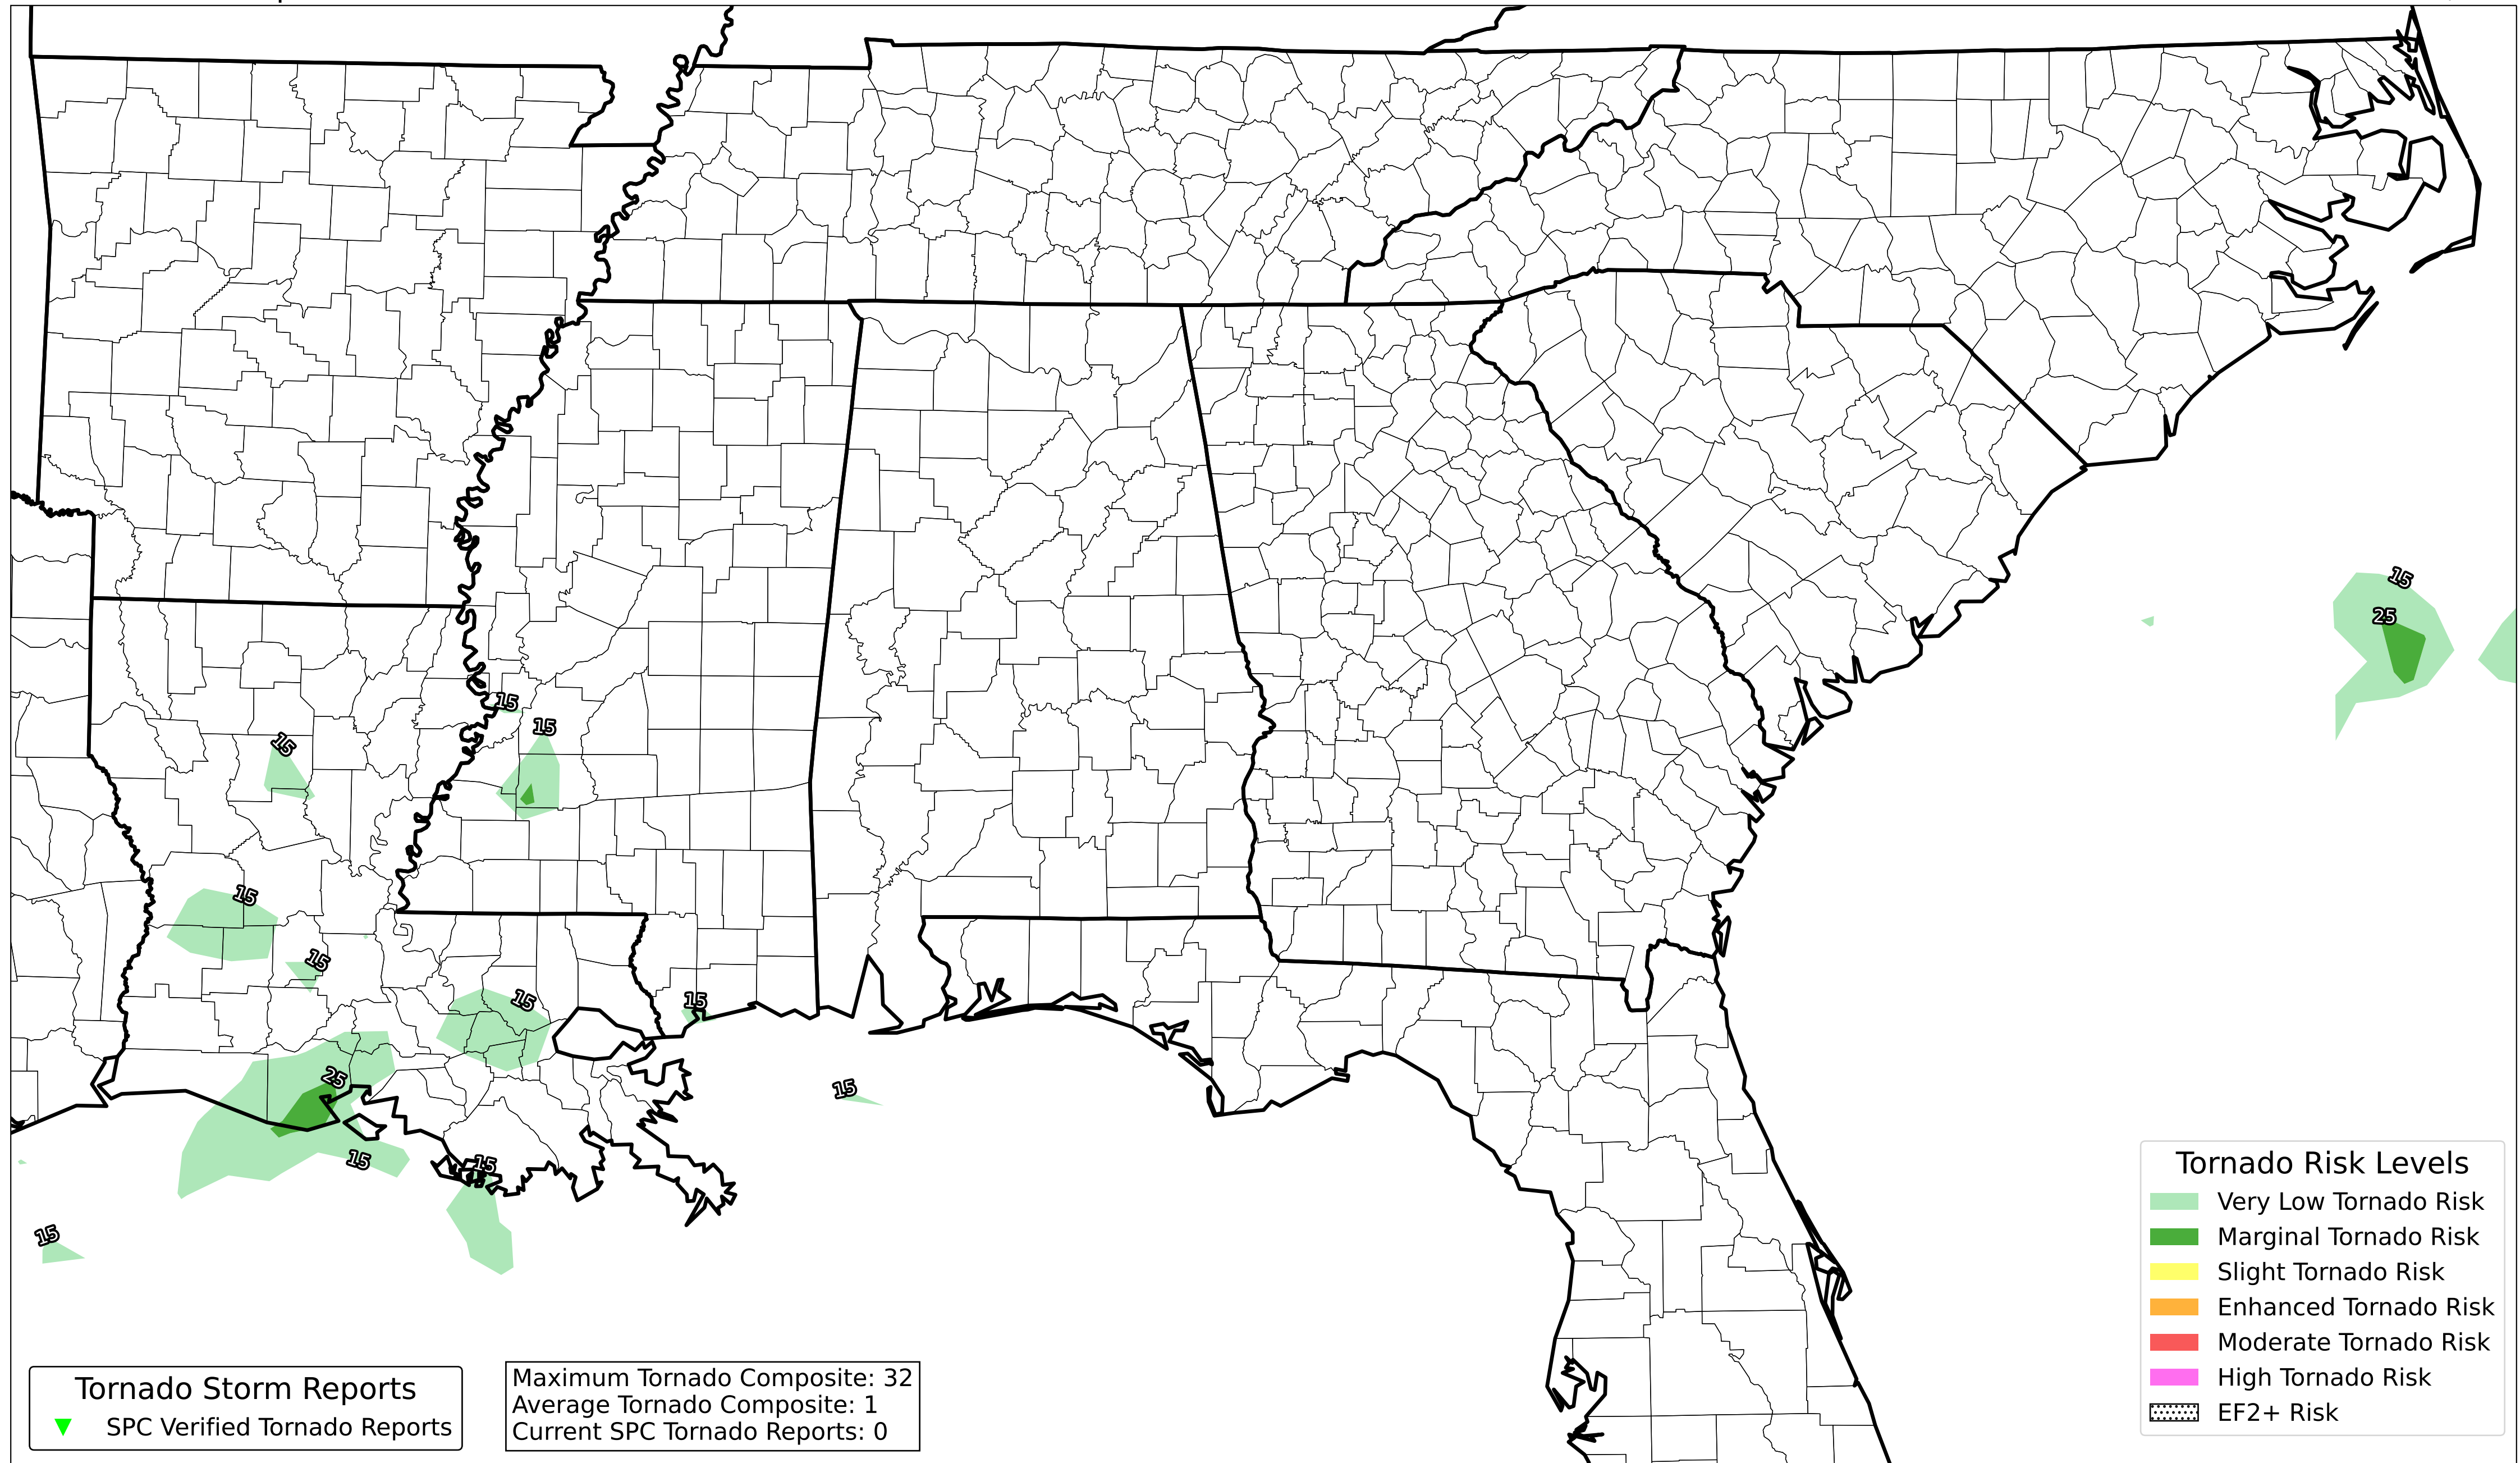 15
25
15
15
15
15
15
15
15
25
15
15
15
15
Tornado Risk Levels
Very Low Tornado Risk
Marginal Tornado Risk
Slight Tornado Risk
Enhanced Tornado Risk
Moderate Tornado Risk
High Tornado Risk
EF2+ Risk
Tornado Storm Reports
SPC Verified Tornado Reports
Maximum Tornado Composite: 32
Average Tornado Composite: 1
Current SPC Tornado Reports: 0